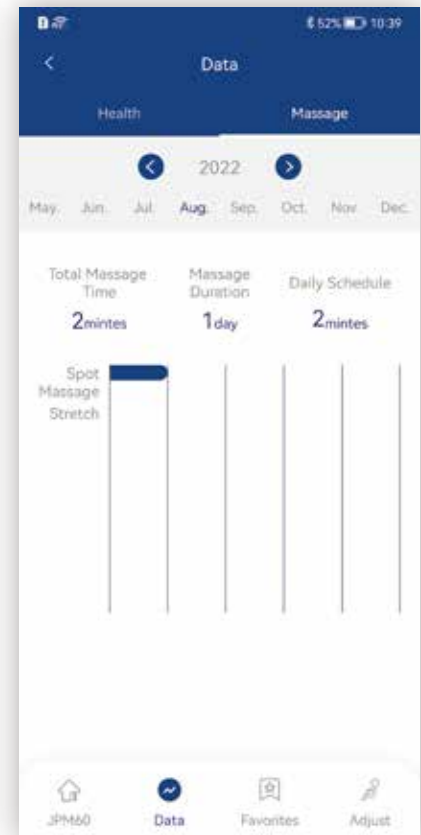 52% 10:39
Data
Health Massage
2022
May. Jun. Jul. Aug. Sep. Oct. Nov. Dec.
Total Massage Massage Daily Schedule
Time Duration
2mintes 1day 2mintes
Spot
Massage
Stretch
JPM60 Data Favorites Adjust